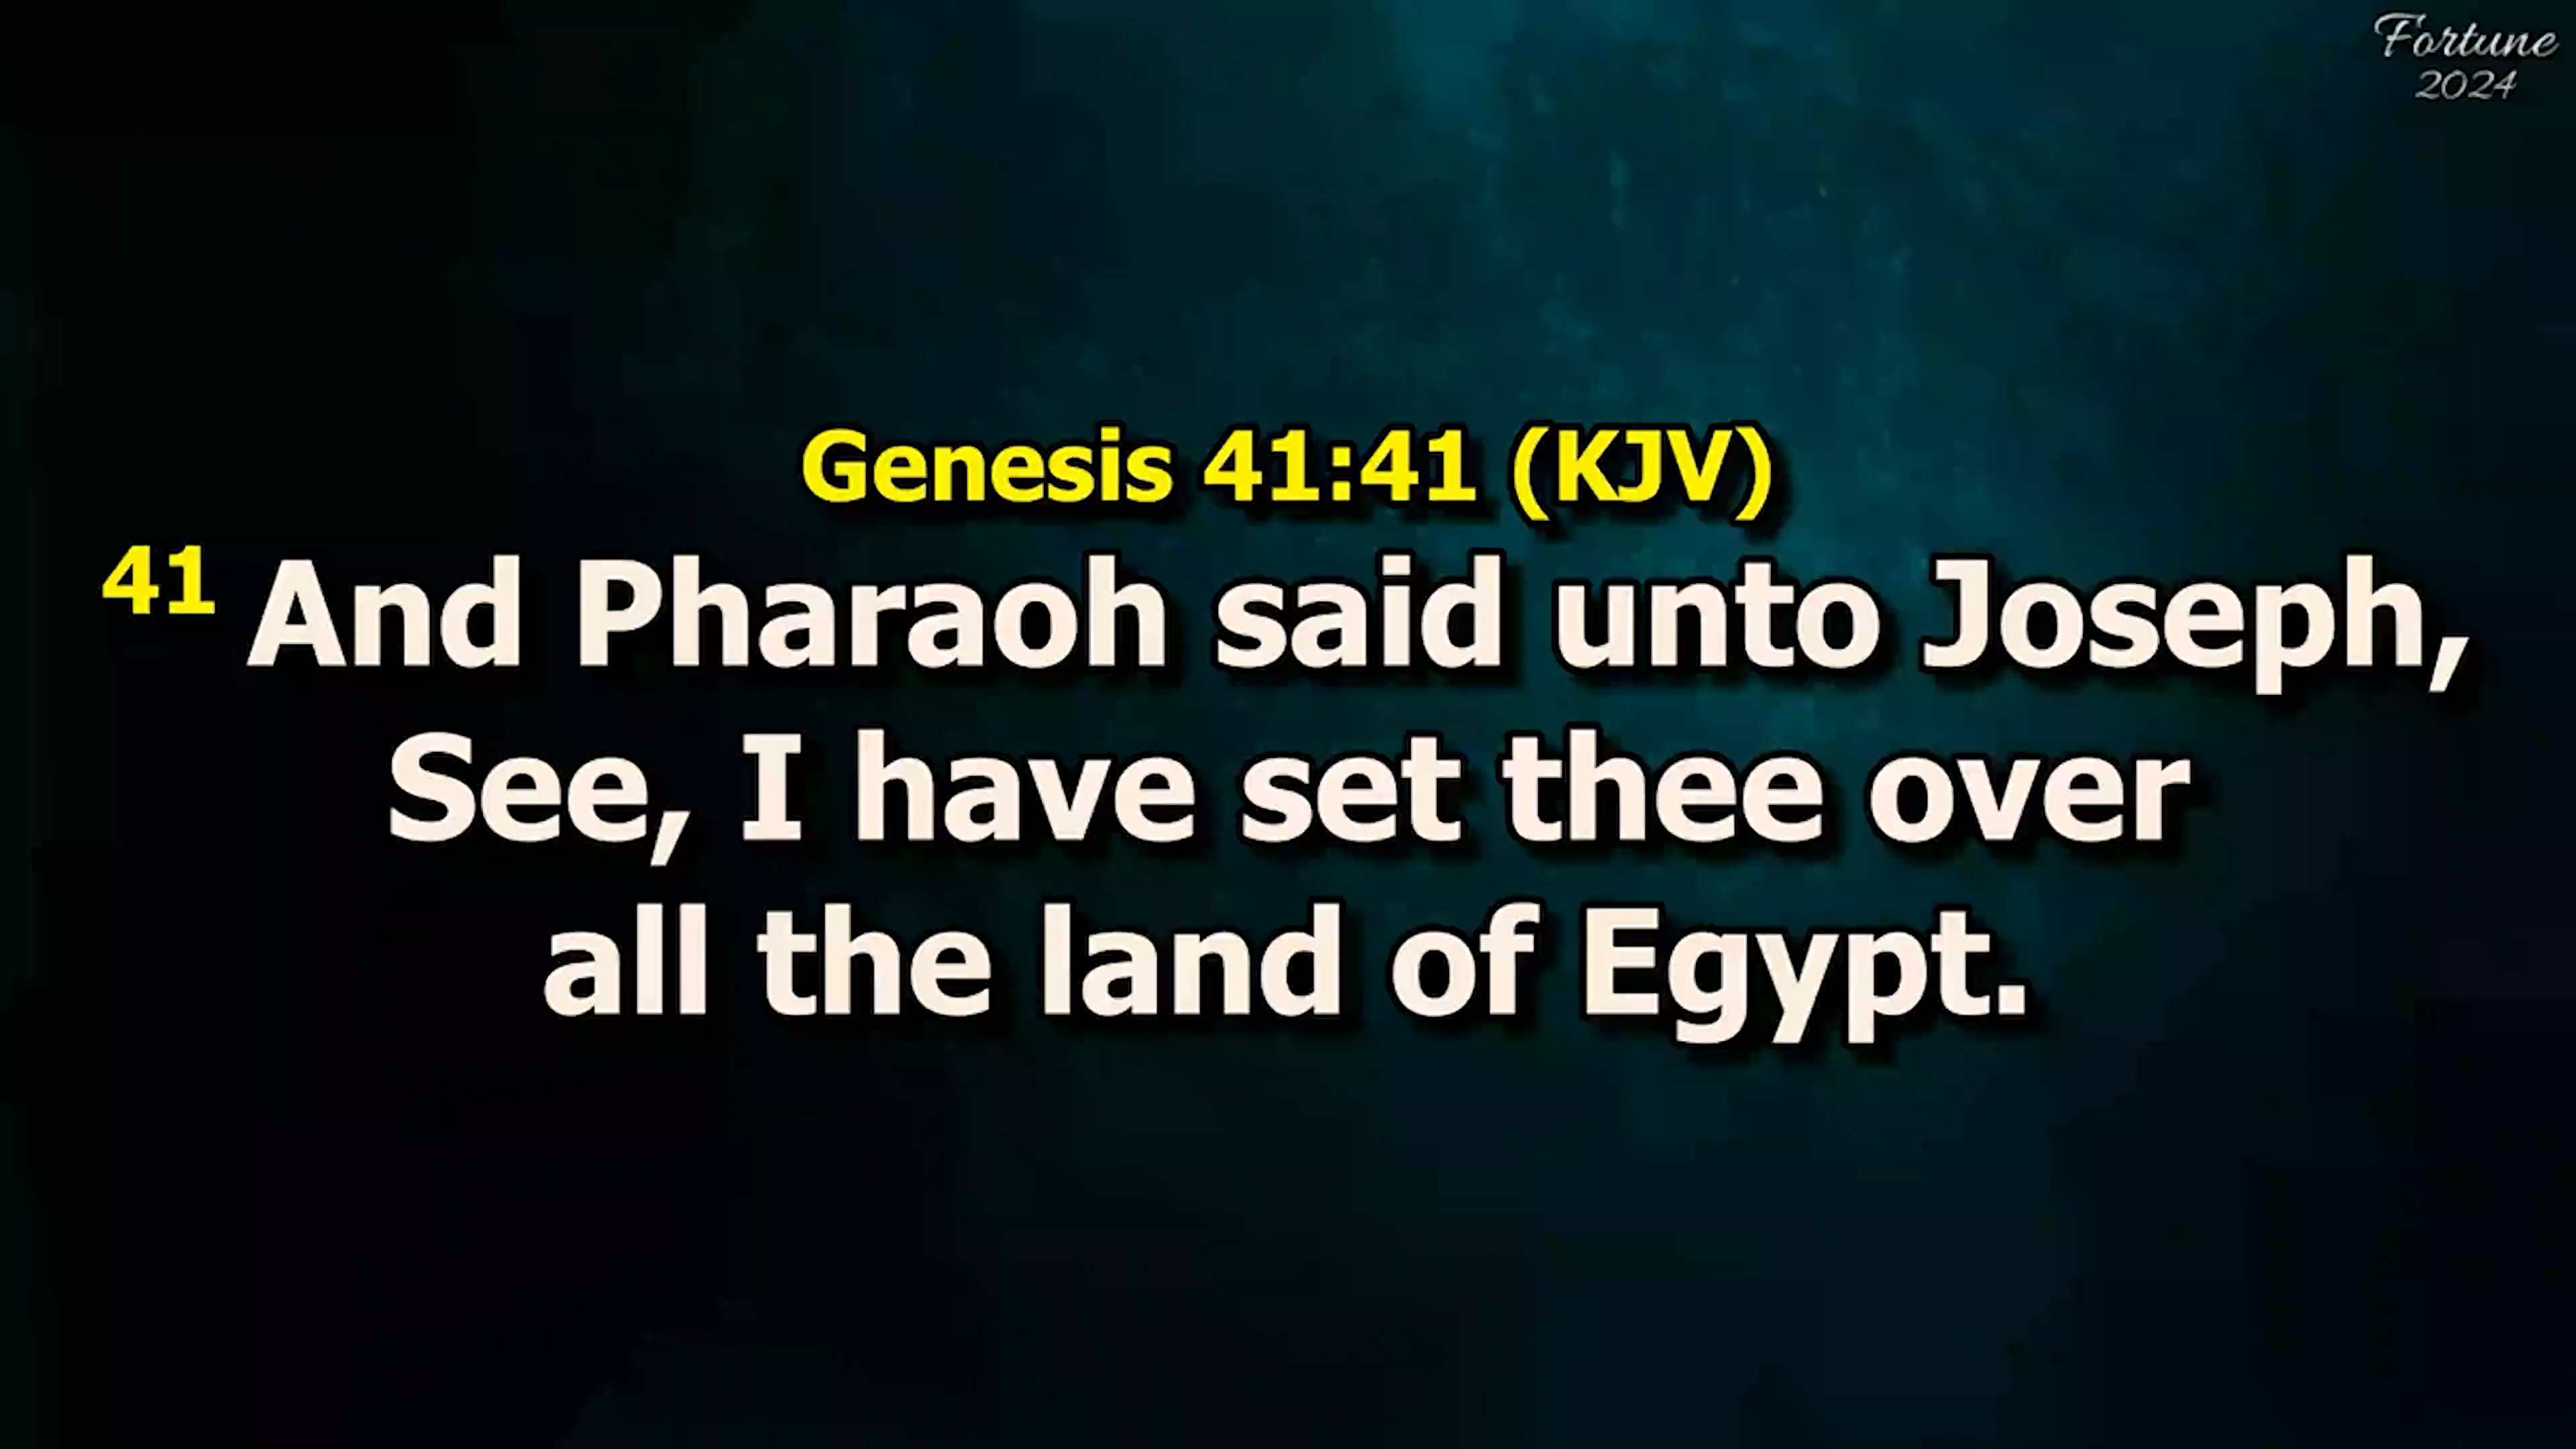 Fortune
2024
Genesis 41:41 (KJV)
41 And Pharaoh said unto Joseph,
See, I have set thee over
all the land of Egypt.